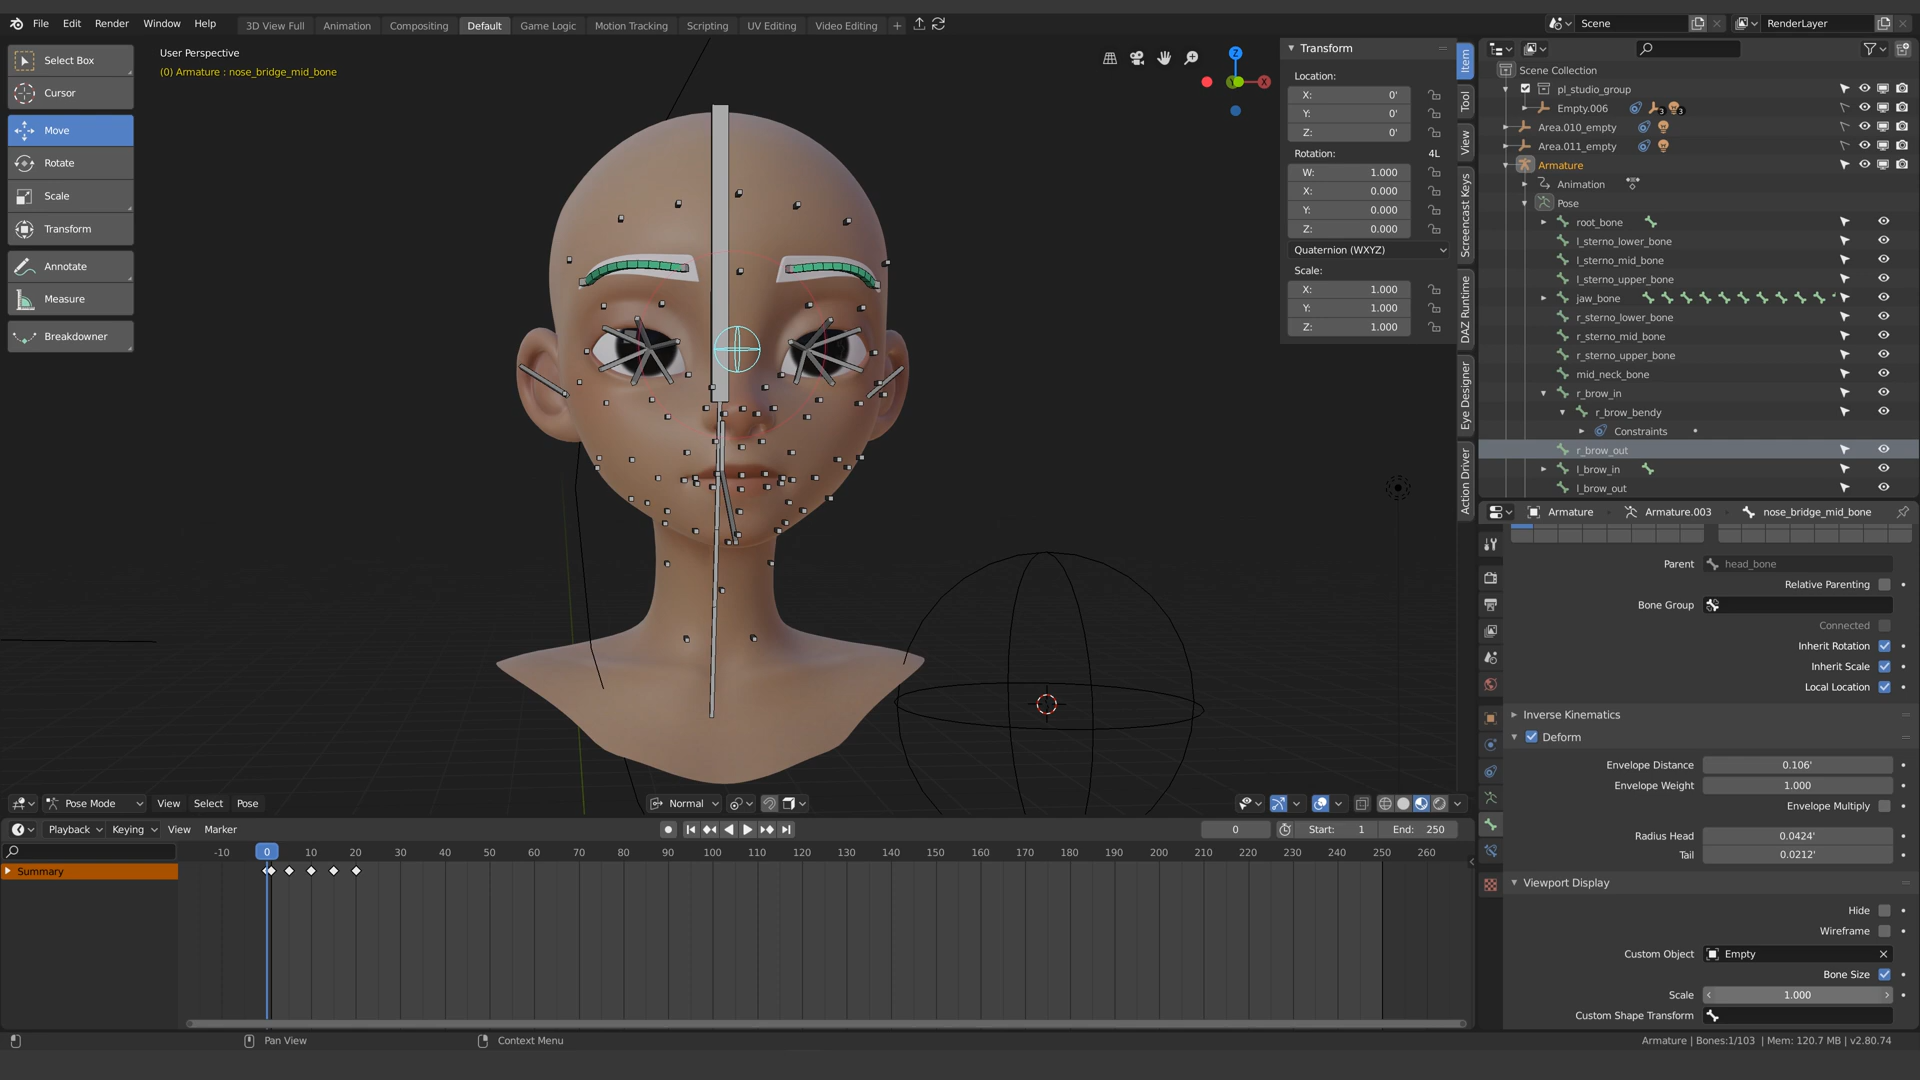 File Edit Render Window Help 3D View Full Animation Compositing Default Game Logic Motion Tracking Scripting UV Editing Video Editing + Scene RenderLayer
Select Box
Cursor
Move
Rotate
Scale
Transform
Annotate
Measure
Breakdowner
User Perspective
(0) Armature : nose_bridge_mid_bone
Z
Y
X
Transform
Location:
X: 0'
Y: 0'
Z: 0'
Rotation: 4L
W: 1.000
X: 0.000
Y: 0.000
Z: 0.000
Quaternion (WXYZ)
Scale:
X: 1.000
Y: 1.000
Z: 1.000
Item
Tool
View
Screencast Keys
DAZ Runtime
Eye Designer
Action Driver
Scene Collection
pl_studio_group
Empty.006 3 3
Area.010_empty
Area.011_empty
Armature
Animation
Pose
root_bone
l_sterno_lower_bone
l_sterno_mid_bone
l_sterno_upper_bone
jaw_bone
r_sterno_lower_bone
r_sterno_mid_bone
r_sterno_upper_bone
mid_neck_bone
r_brow_in
r_brow_bendy
Constraints
r_brow_out
l_brow_in
l_brow_out
Armature Armature.003 nose_bridge_mid_bone
Parent head_bone
Relative Parenting
Bone Group
Connected
Inherit Rotation
Inherit Scale
Local Location
Inverse Kinematics
Deform
Envelope Distance 0.106'
Envelope Weight 1.000
Envelope Multiply
Radius Head 0.0424'
Tail 0.0212'
Viewport Display
Hide
Wireframe
Custom Object Empty
Bone Size
Scale 1.000
Custom Shape Transform
Pose Mode View Select Pose Normal
Playback Keying View Marker 0 Start: 1 End: 250
-10 0 10 20 30 40 50 60 70 80 90 100 110 120 130 140 150 160 170 180 190 200 210 220 230 240 250 260
Summary
Pan View Context Menu Armature | Bones:1/103 | Mem: 120.7 MB | v2.80.74